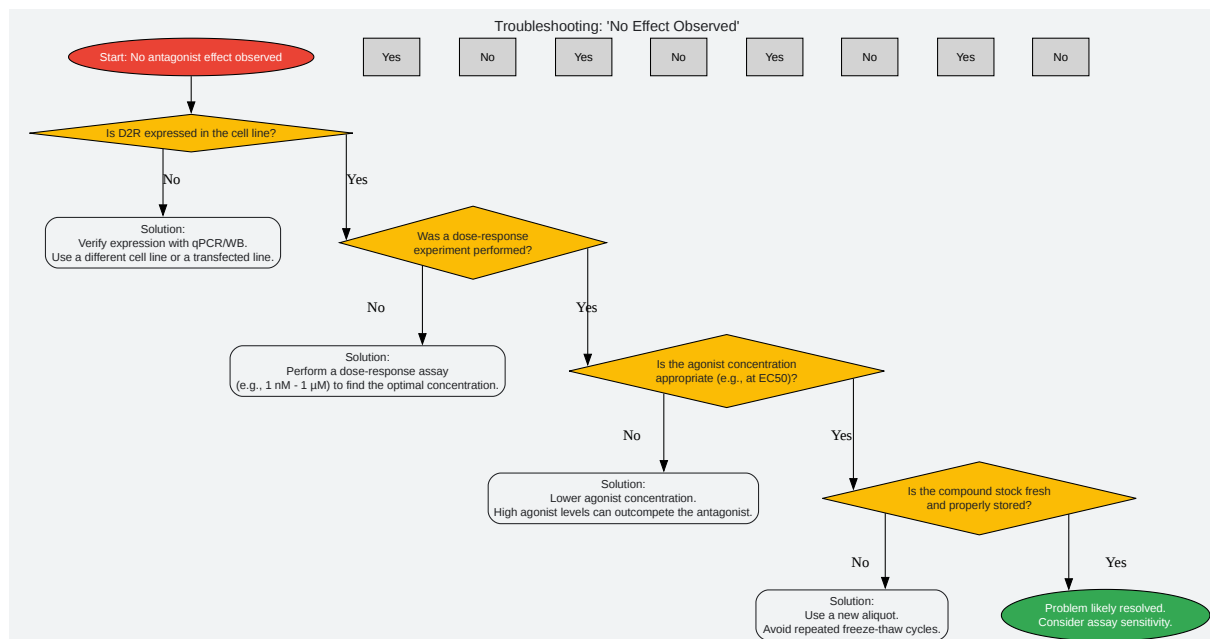 Troubleshooting: 'No Effect Observed'
Start: No antagonist effect observed
Yes
No
Yes
No
Yes
No
Yes
No
Is D2R expressed in the cell line?
No
Yes
Solution:
Verify expression with qPCR/WB.
Use a different cell line or a transfected line.
Was a dose-response
experiment performed?
No
Yes
Solution:
Perform a dose-response assay
(e.g., 1 nM - 1 µM) to find the optimal concentration.
Is the agonist concentration
appropriate (e.g., at EC50)?
No
Yes
Solution:
Lower agonist concentration.
High agonist levels can outcompete the antagonist.
Is the compound stock fresh
and properly stored?
No
Yes
Solution:
Use a new aliquot.
Avoid repeated freeze-thaw cycles.
Problem likely resolved.
Consider assay sensitivity.